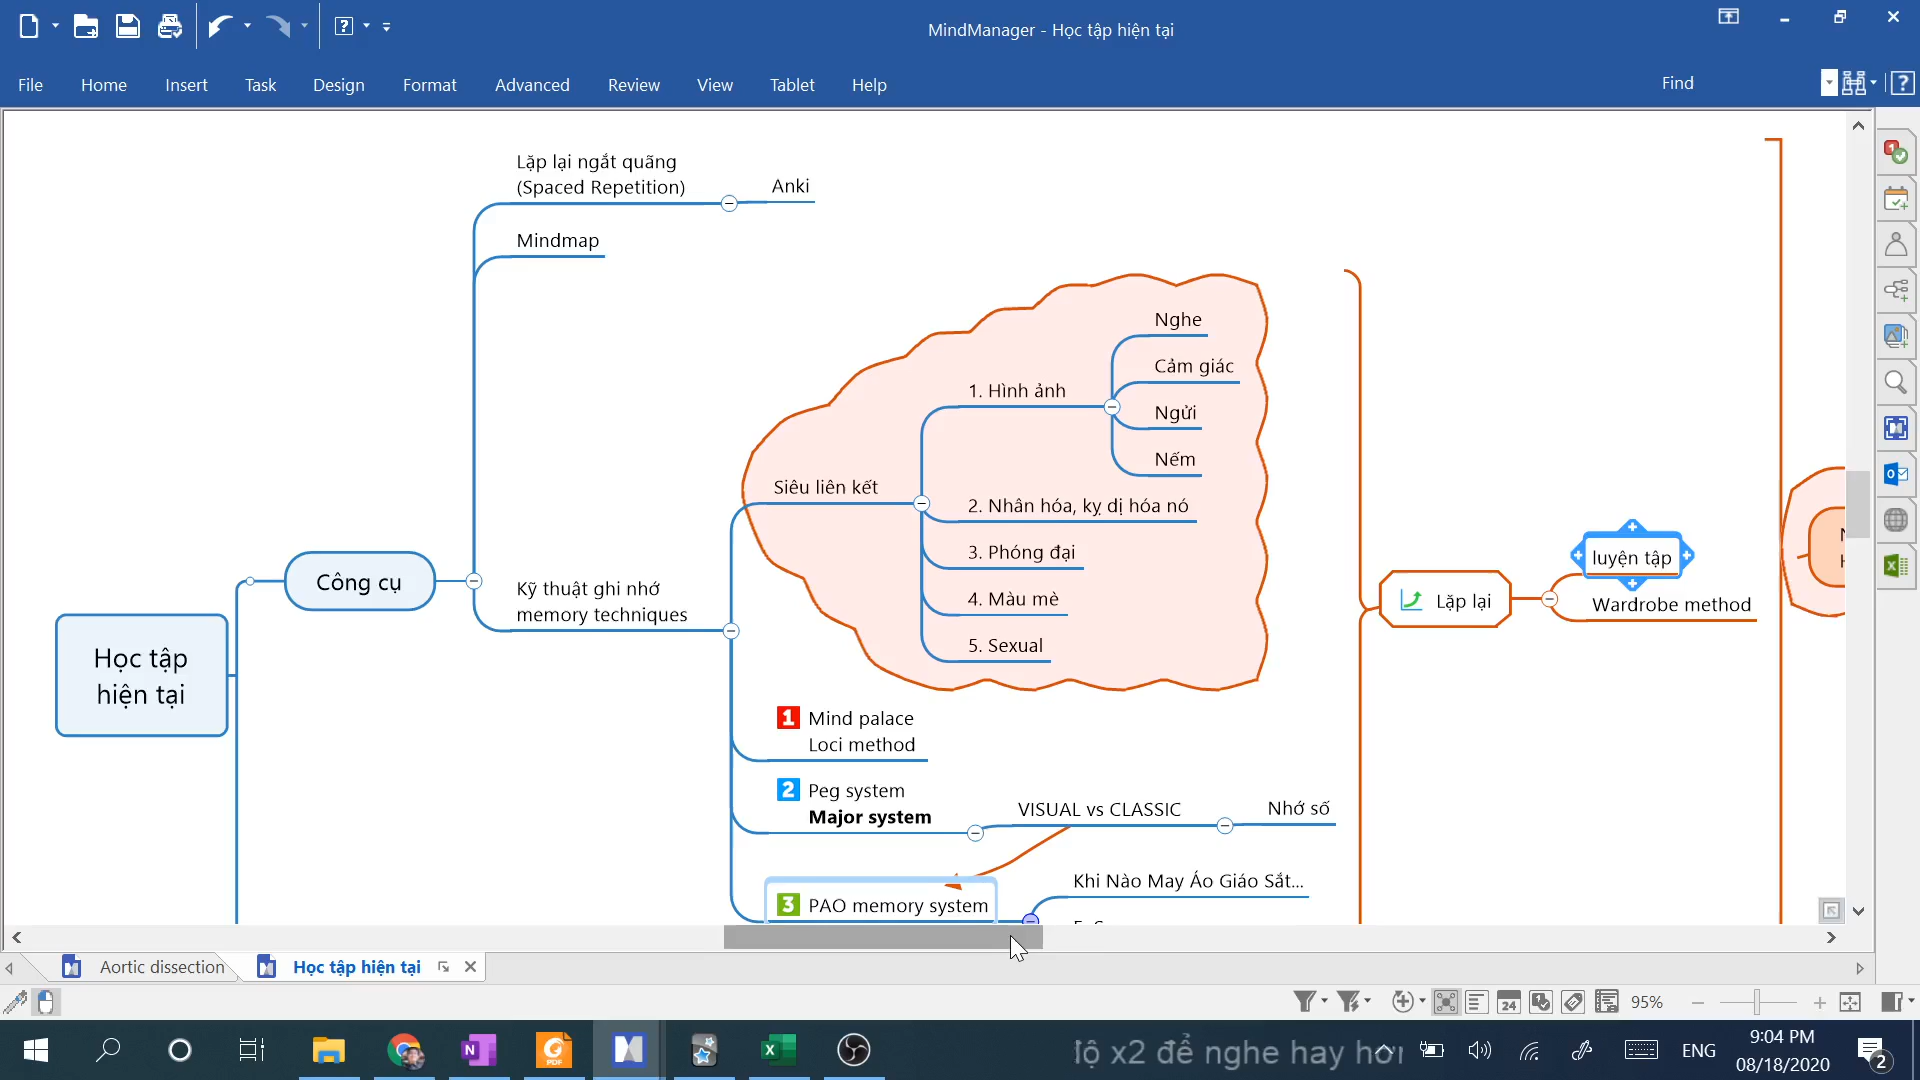 MindManager - Học tập hiện tại
File Home Insert Task Design Format Advanced Review View Tablet Help Find
Lặp lại ngắt quãng
(Spaced Repetition)
Anki
Mindmap
Nghe
Cảm giác
1. Hình ảnh
Ngửi
Nếm
Siêu liên kết
2. Nhân hóa, kỵ dị hóa nó
3. Phóng đại
4. Màu mè
5. Sexual
luyện tập
Lặp lại
Wardrobe method
Công cụ
Kỹ thuật ghi nhớ
memory techniques
Học tập
hiện tại
1 Mind palace
Loci method
2 Peg system
Major system
VISUAL vs CLASSIC
Nhớ số
Khi Nào May Áo Giáo Sắt...
3 PAO memory system
Aortic dissection
Học tập hiện tại
24
95%
lộ x2 để nghe hay hơn
ENG
9:04 PM
08/18/2020
2